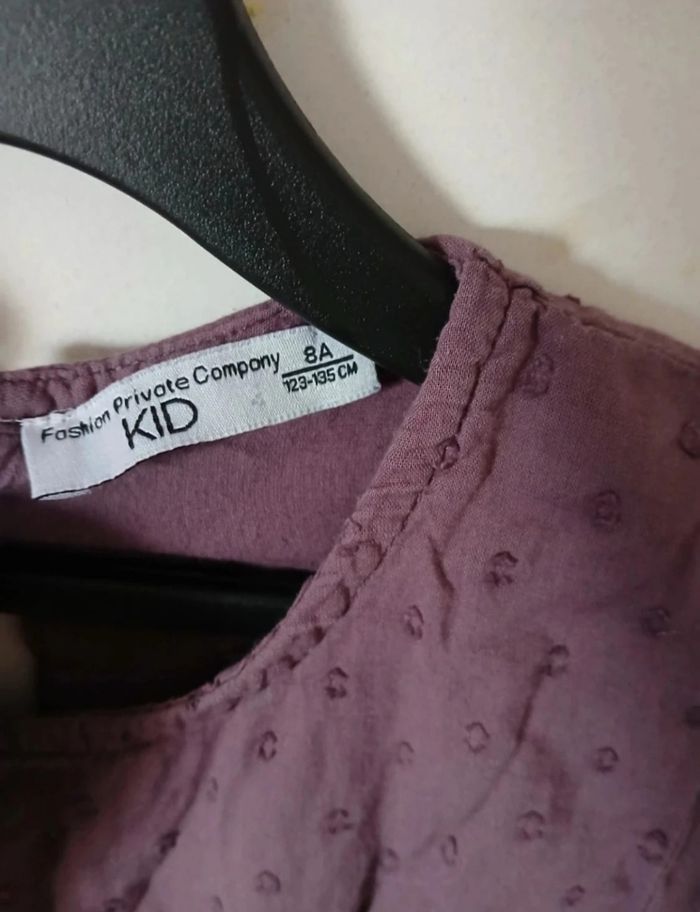 Fashion Private Company
KID
8A
123-135 CM